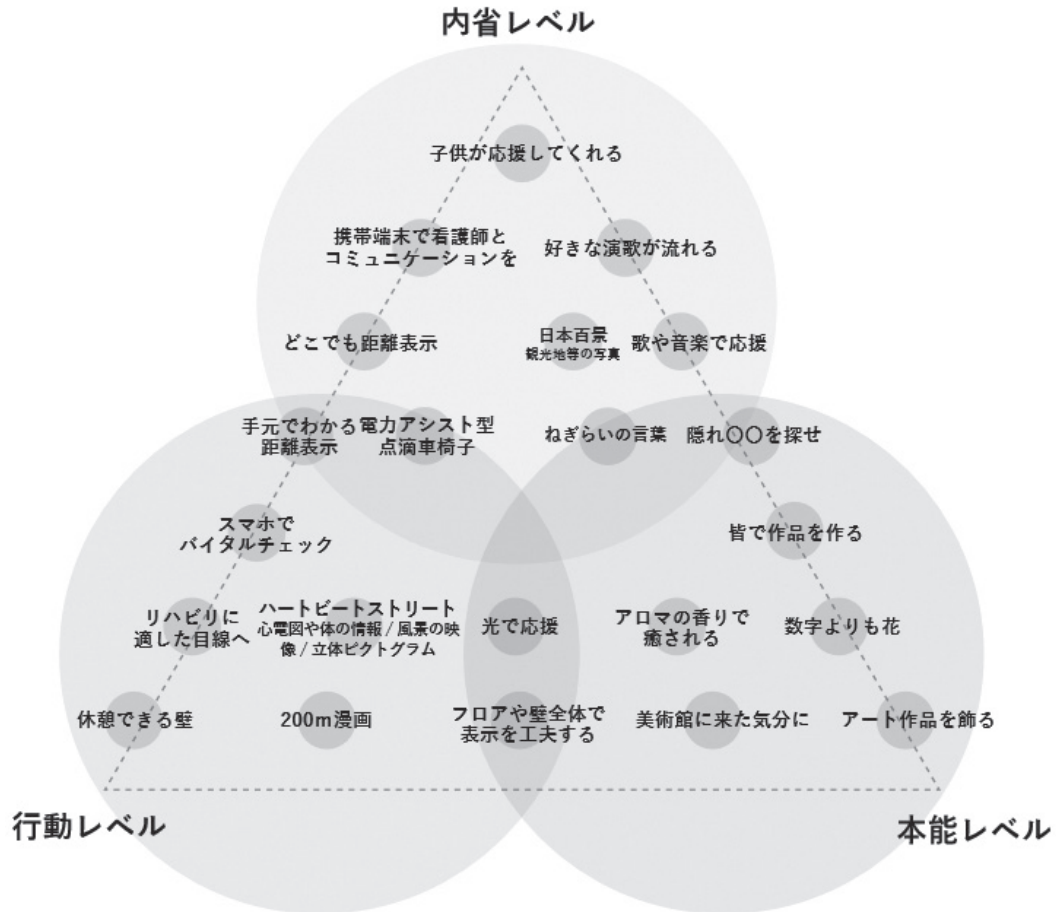 内省レベル
子供が応援してくれる
携帯端末で看護師と
コミュニケーションを
好きな演歌が流れる
どこでも距離表示
日本百景
観光地等の写真
歌や音楽で応援
手元でわかる
距離表示
電力アシスト型
点滴車椅子
ねぎらいの言葉
隠れ〇〇を探せ
スマホで
バイタルチェック
皆で作品を作る
リハビリに
適した目線へ
ハートビートストリート
心電図や体の情報 / 風景の映
像 / 立体ピクトグラム
光で応援
アロマの香りで
癒される
数字よりも花
休憩できる壁
200m漫画
フロアや壁全体で
表示を工夫する
美術館に来た気分に
アート作品を飾る
行動レベル
本能レベル